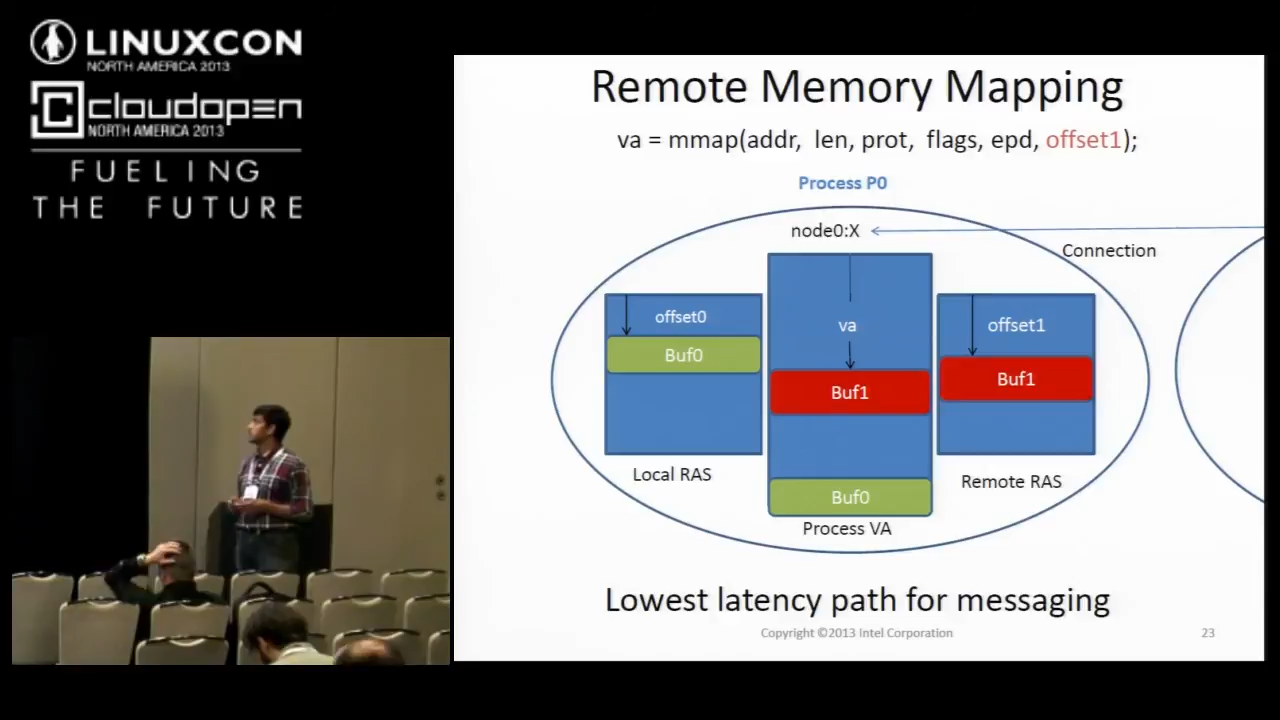 LINUXCON
NORTH AMERICA 2013
cloudopen
NORTH AMERICA 2013
FUELING
THE FUTURE
Remote Memory Mapping
va = mmap(addr, len, prot, flags, epd, offset1);
Process P0
node0:X
Connection
offset0
Buf0
Local RAS
va
Buf1
Buf0
Process VA
offset1
Buf1
Remote RAS
Lowest latency path for messaging
Copyright ©2013 Intel Corporation
23